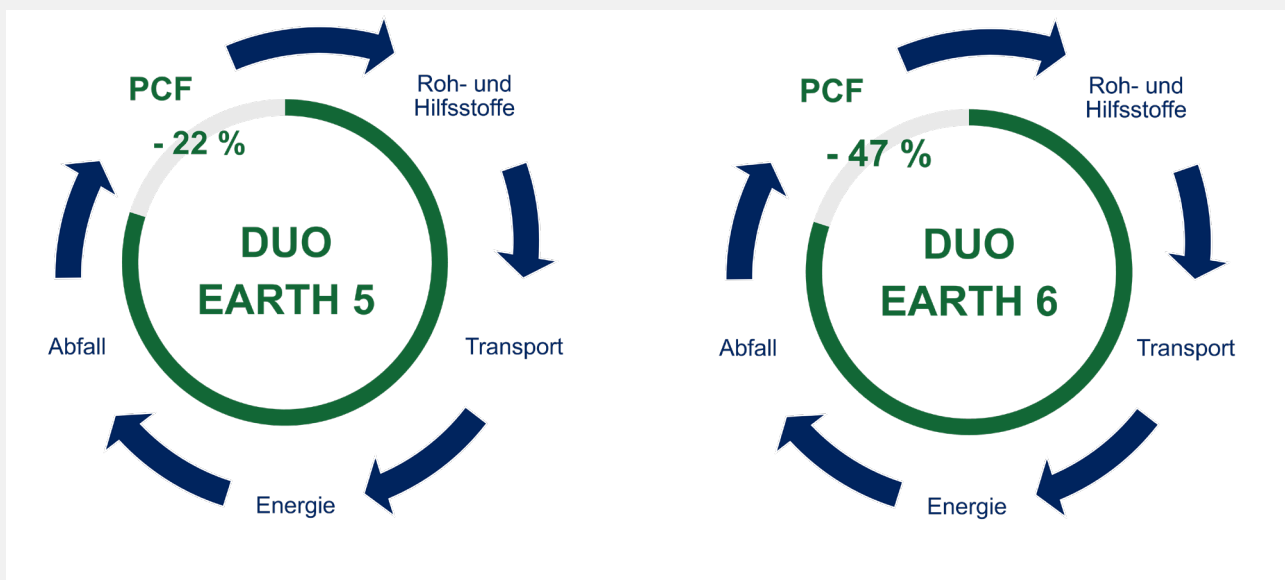 PCF
- 22 %
Roh- und
Hilfsstoffe
DUO
EARTH 5
Abfall
Transport
Energie
PCF
- 47 %
Roh- und
Hilfsstoffe
DUO
EARTH 6
Abfall
Transport
Energie